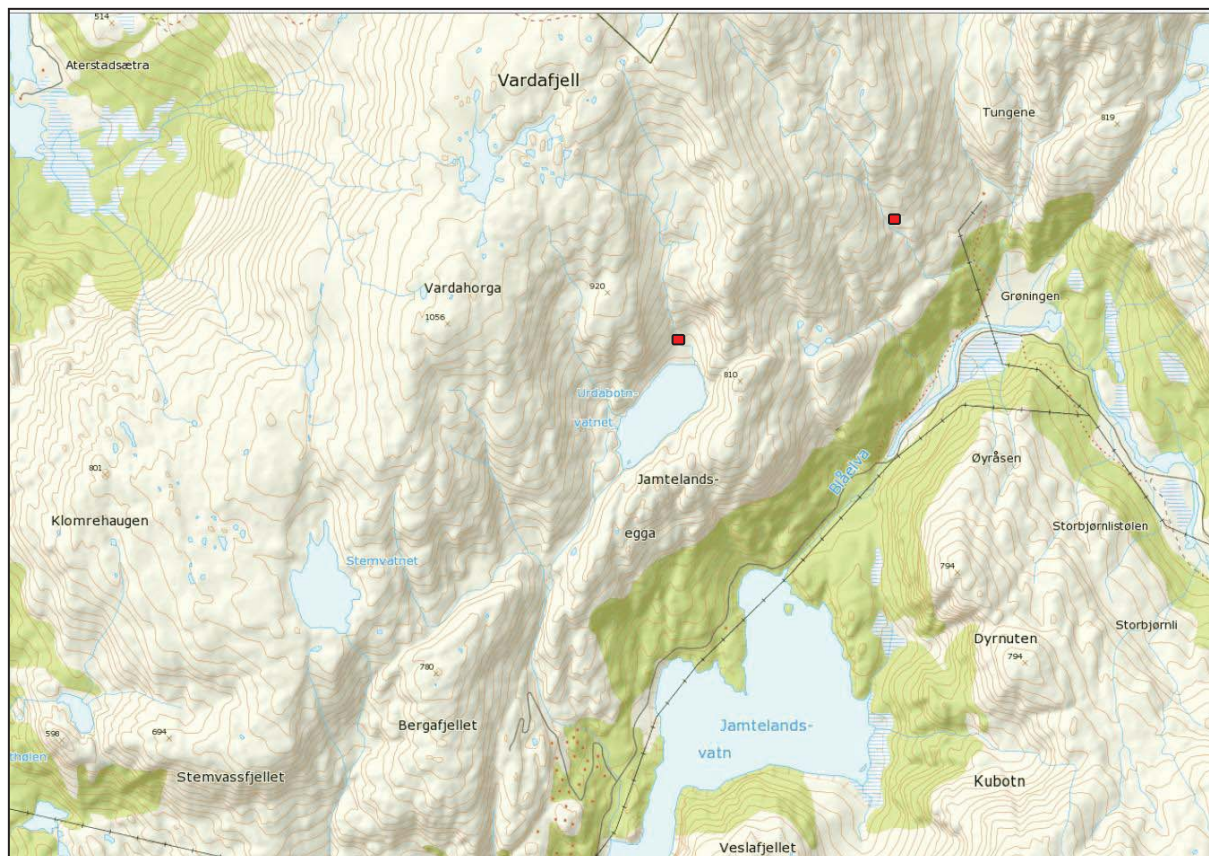 514
Aterstadsætra
Vardafjell
Tungene
819
Vardahorga
920
1056
Grøningen
810
Urdabotn-
vatnet
Øyråsen
801
Klomrehaugen
Jamtelands-
egga
Blåelva
Storbjørnlistølen
Stemvatnet
794
Storbjørnli
Dyrnuten
794
780
Bergafjellet
Jamtelands-
vatn
598
694
thølen
Stemvassfjellet
Kubotn
Veslafjellet